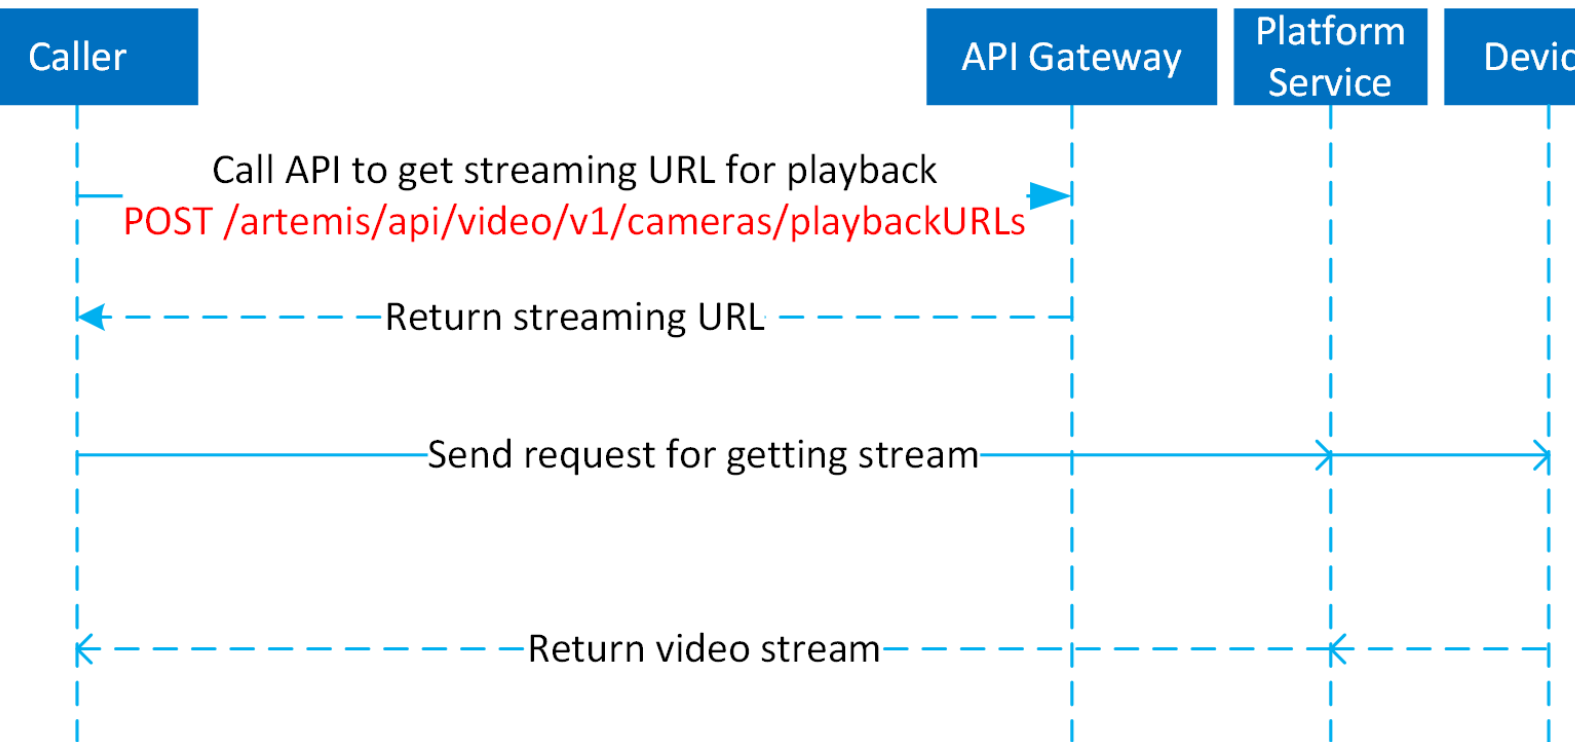 Caller
API Gateway
Platform
Service
Devic
Call API to get streaming URL for playback
POST /artemis/api/video/v1/cameras/playbackURLs
Return streaming URL
Send request for getting stream
Return video stream